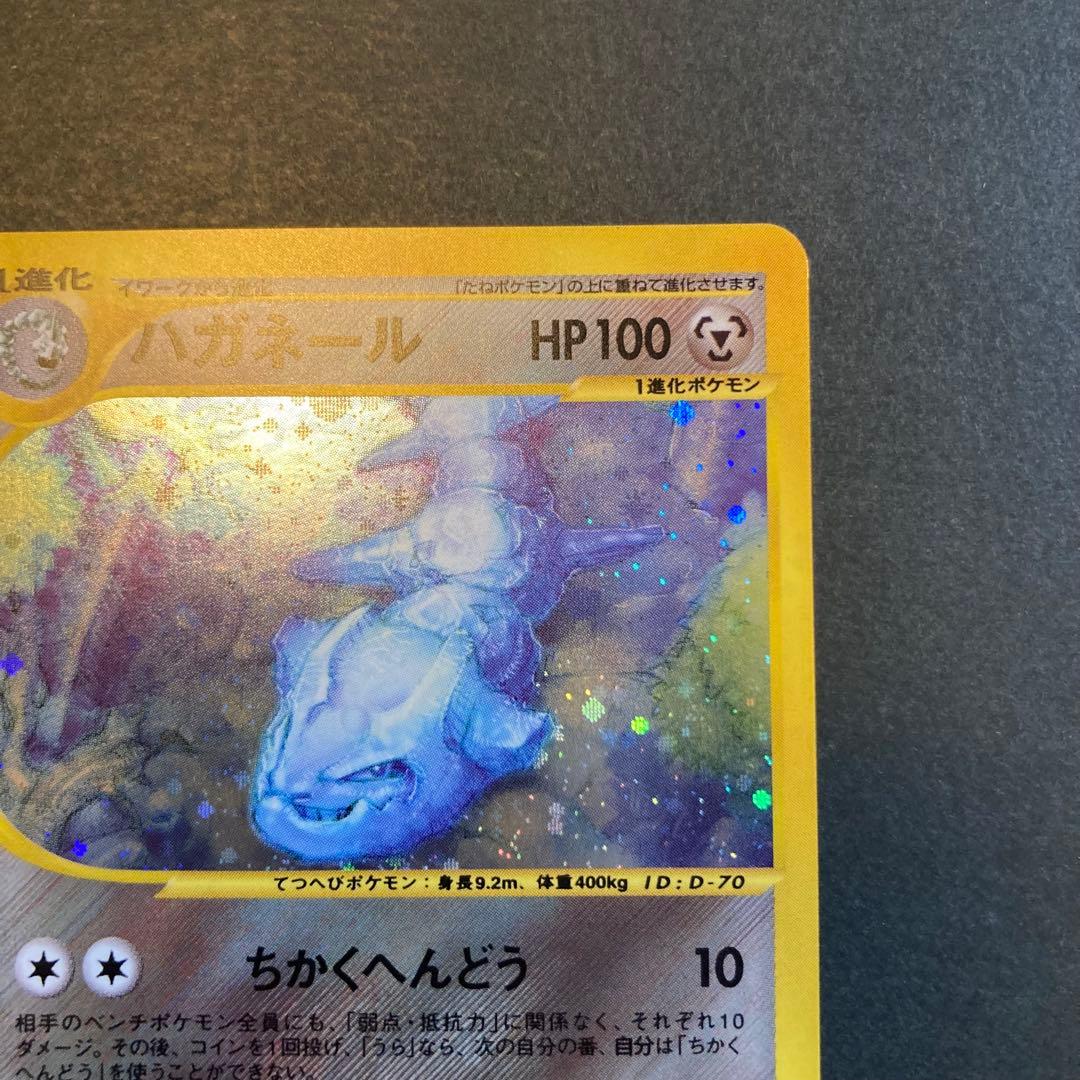 1進化
イワークから進化
「たねポケモン」の上に重ねて進化させます。
ハガネール
HP100
1進化ポケモン
てつへびポケモン：身長9.2m、体重400kg ID：D-70
ちかくへんどう 10
相手のベンチポケモン全員にも、「弱点・抵抗力」に関係なく、それぞれ10
ダメージ。その後、コインを1回投げ、「うら」なら、次の自分の番、自分は「ちかく
へんどう」を使うことができない。